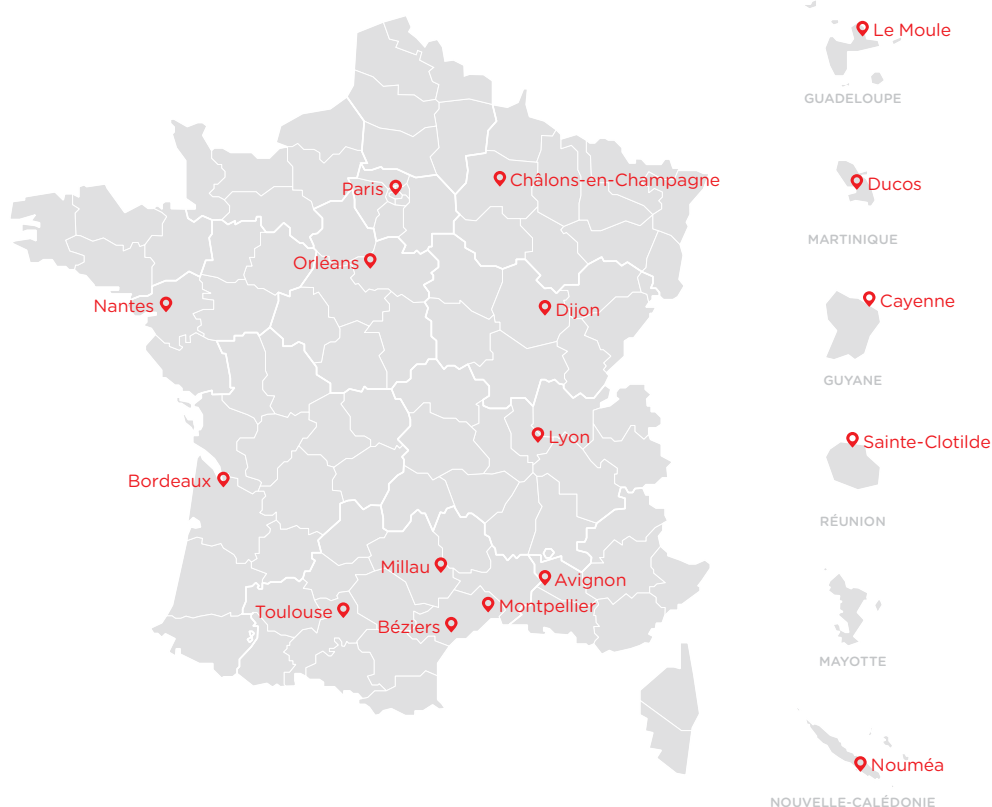 Paris
Châlons-en-Champagne
Orléans
Nantes
Dijon
Lyon
Bordeaux
Millau
Avignon
Toulouse
Montpellier
Béziers
Le Moule
GUADELOUPE
Ducos
MARTINIQUE
Cayenne
GUYANE
Sainte-Clotilde
RÉUNION
MAYOTTE
Nouméa
NOUVELLE-CALÉDONIE